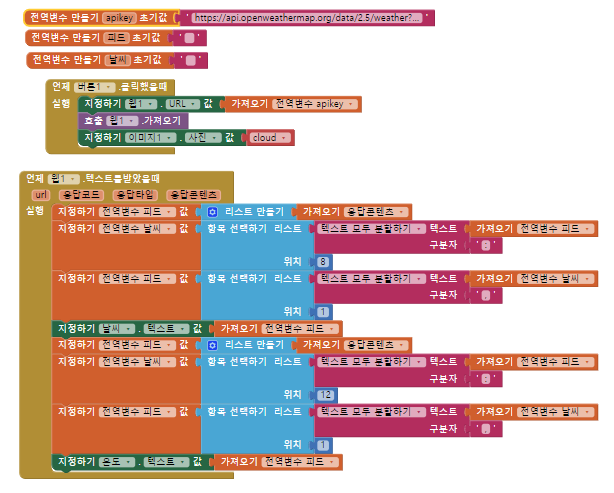 전역변수 만들기 apikey 초기값 " https://api.openweathermap.org/data/2.5/weather?... "
전역변수 만들기 피드 초기값 " "
전역변수 만들기 날씨 초기값 " "
언제 버튼1 .클릭했을때
실행 지정하기 웹1 . URL 값 가져오기 전역변수 apikey
호출 웹1 .가져오기
지정하기 이미지1 . 사진 값 cloud
언제 웹1 .텍스트를받았을때
url 응답코드 응답타입 응답콘텐츠
실행 지정하기 전역변수 피드 값 리스트 만들기 가져오기 응답콘텐츠
지정하기 전역변수 날씨 값 항목 선택하기 리스트 텍스트 모두 분할하기 텍스트 가져오기 전역변수 피드
구분자 " : "
위치 8
지정하기 전역변수 피드 값 항목 선택하기 리스트 텍스트 모두 분할하기 텍스트 가져오기 전역변수 날씨
구분자 " , "
위치 1
지정하기 날씨 . 텍스트 값 가져오기 전역변수 피드
지정하기 전역변수 피드 값 리스트 만들기 가져오기 응답콘텐츠
지정하기 전역변수 날씨 값 항목 선택하기 리스트 텍스트 모두 분할하기 텍스트 가져오기 전역변수 피드
구분자 " : "
위치 12
지정하기 전역변수 피드 값 항목 선택하기 리스트 텍스트 모두 분할하기 텍스트 가져오기 전역변수 날씨
구분자 " , "
위치 1
지정하기 온도 . 텍스트 값 가져오기 전역변수 피드